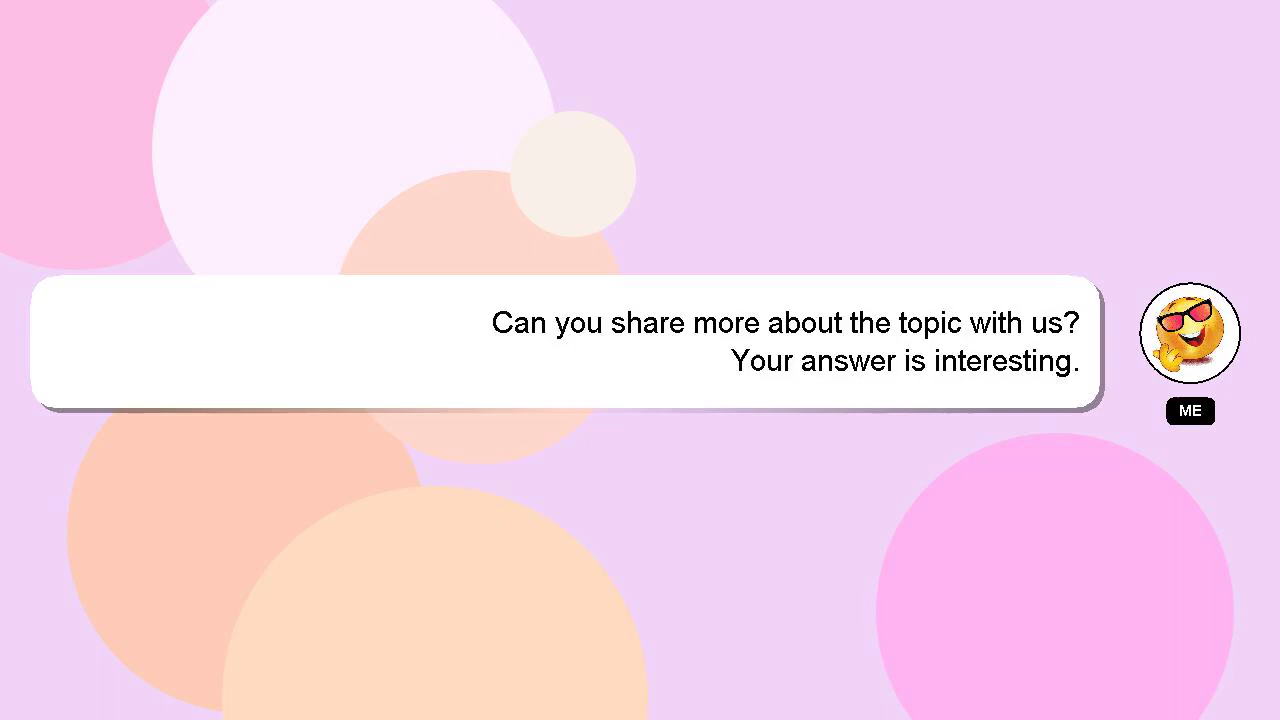 Can you share more about the topic with us?
Your answer is interesting.
ME